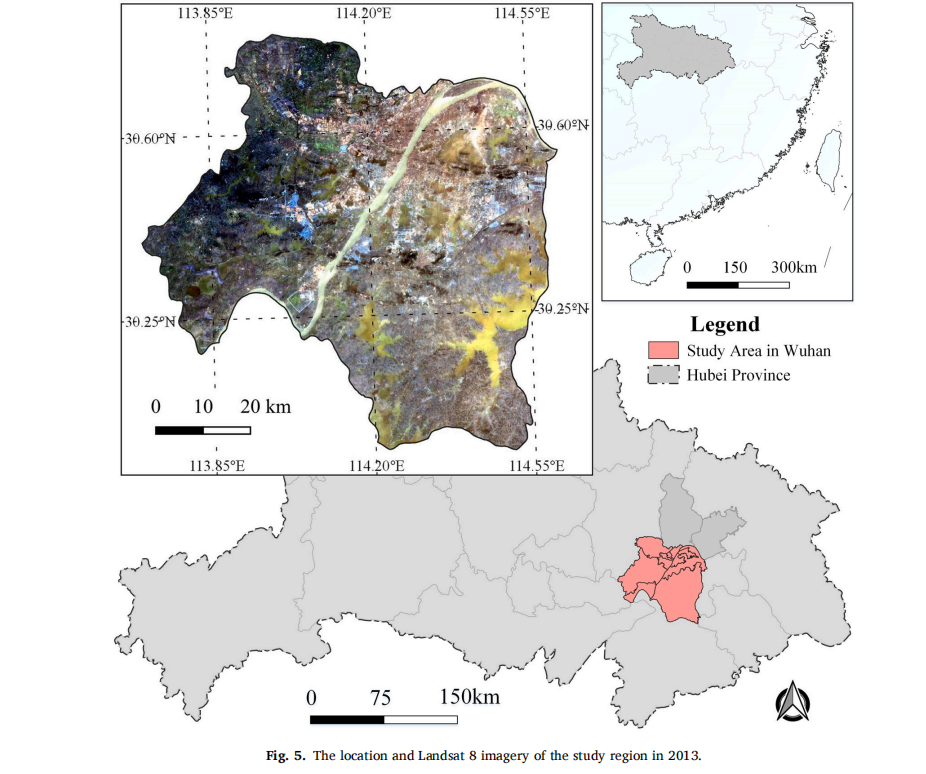 113.85°E 114.20°E 114.55°E
30.60°N 30.60°N
30.25°N 30.25°N
0 10 20 km
113.85°E 114.20°E 114.55°E
0 150 300km
Legend
Study Area in Wuhan
Hubei Province
0 75 150km
Fig. 5. The location and Landsat 8 imagery of the study region in 2013.